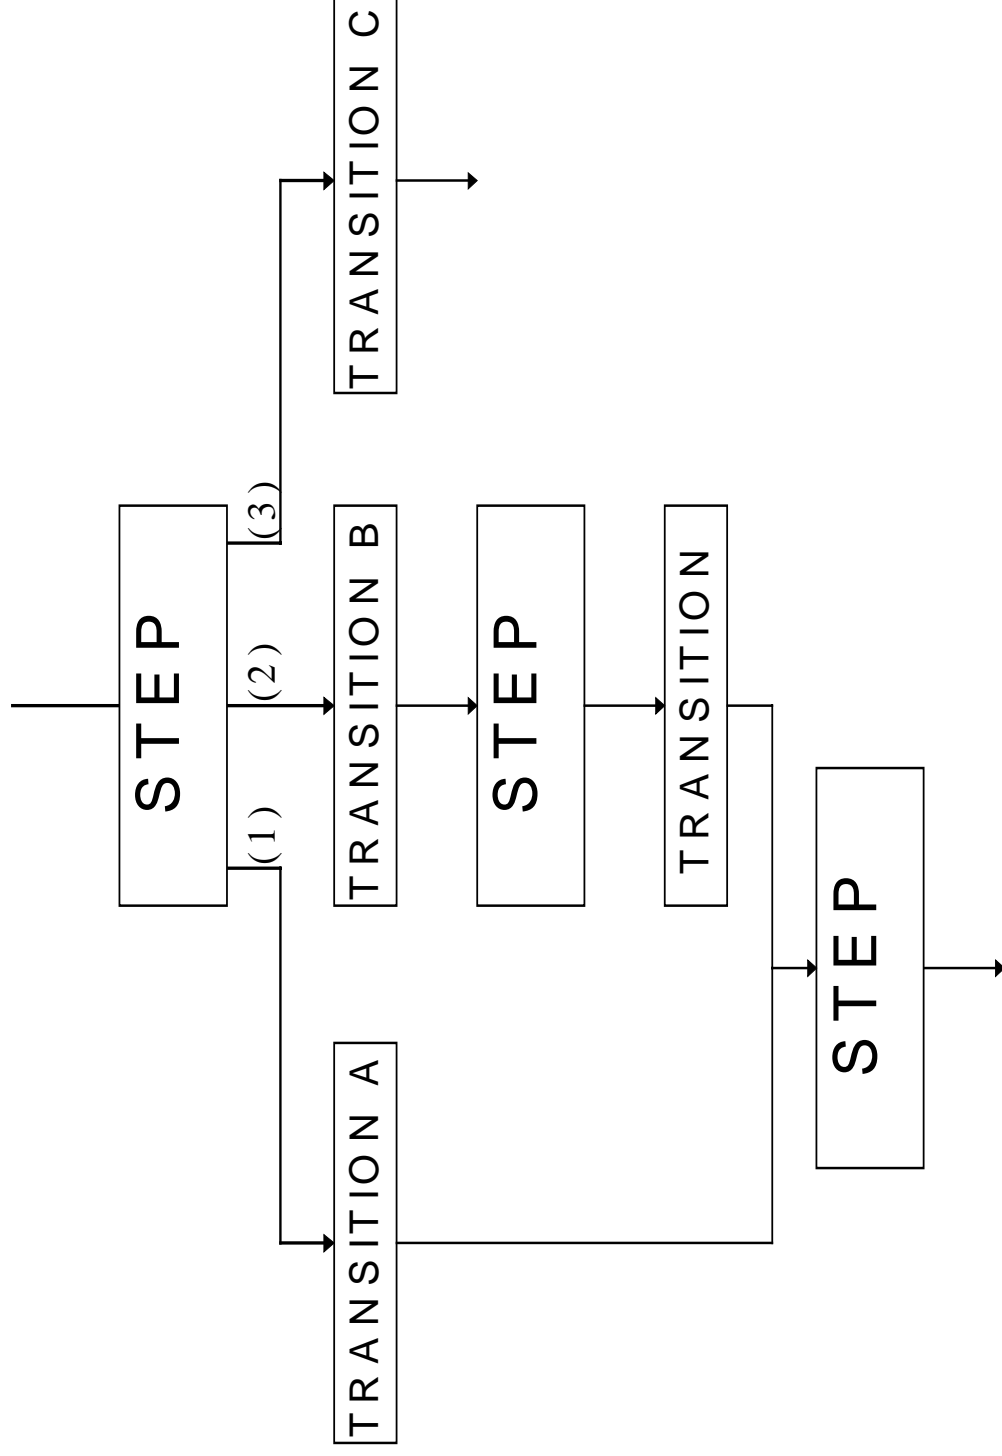 STEP
(1)
(2)
(3)
TRANSITION A
TRANSITION B
TRANSITION C
STEP
TRANSITION
STEP